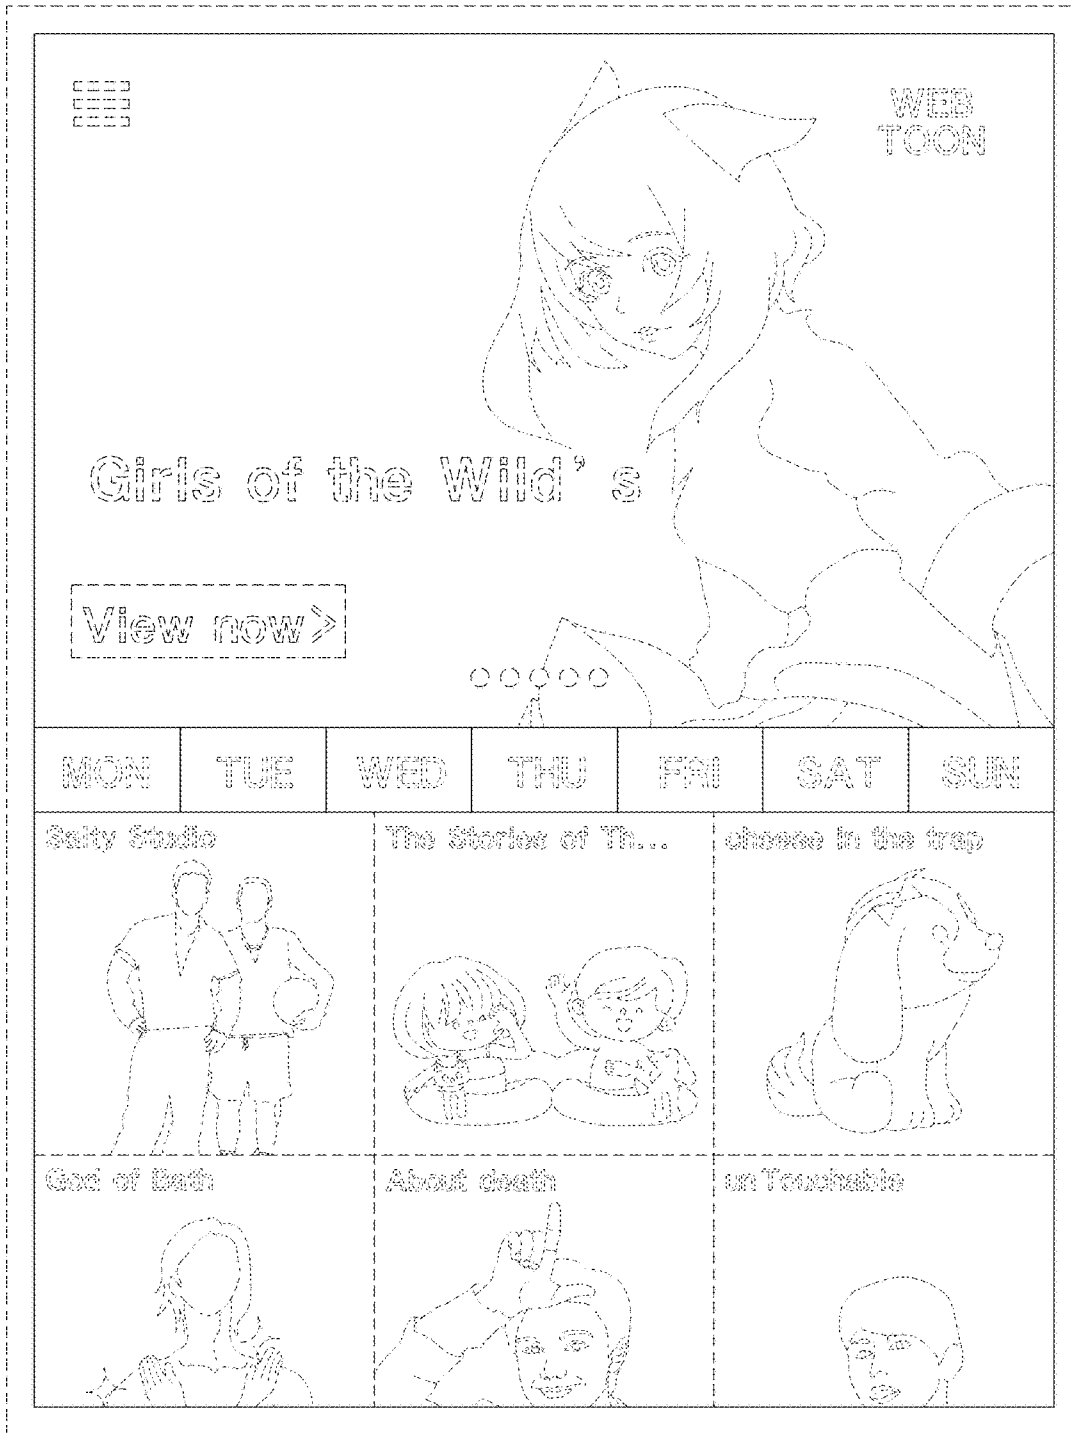 WEB
TOON
Girls of the Wild's
View now>
MON TUE WED THU FRI SAT SUN
Salty Studio
The Stories of Th...
cheese in the trap
God of Bath
About death
unTouchable